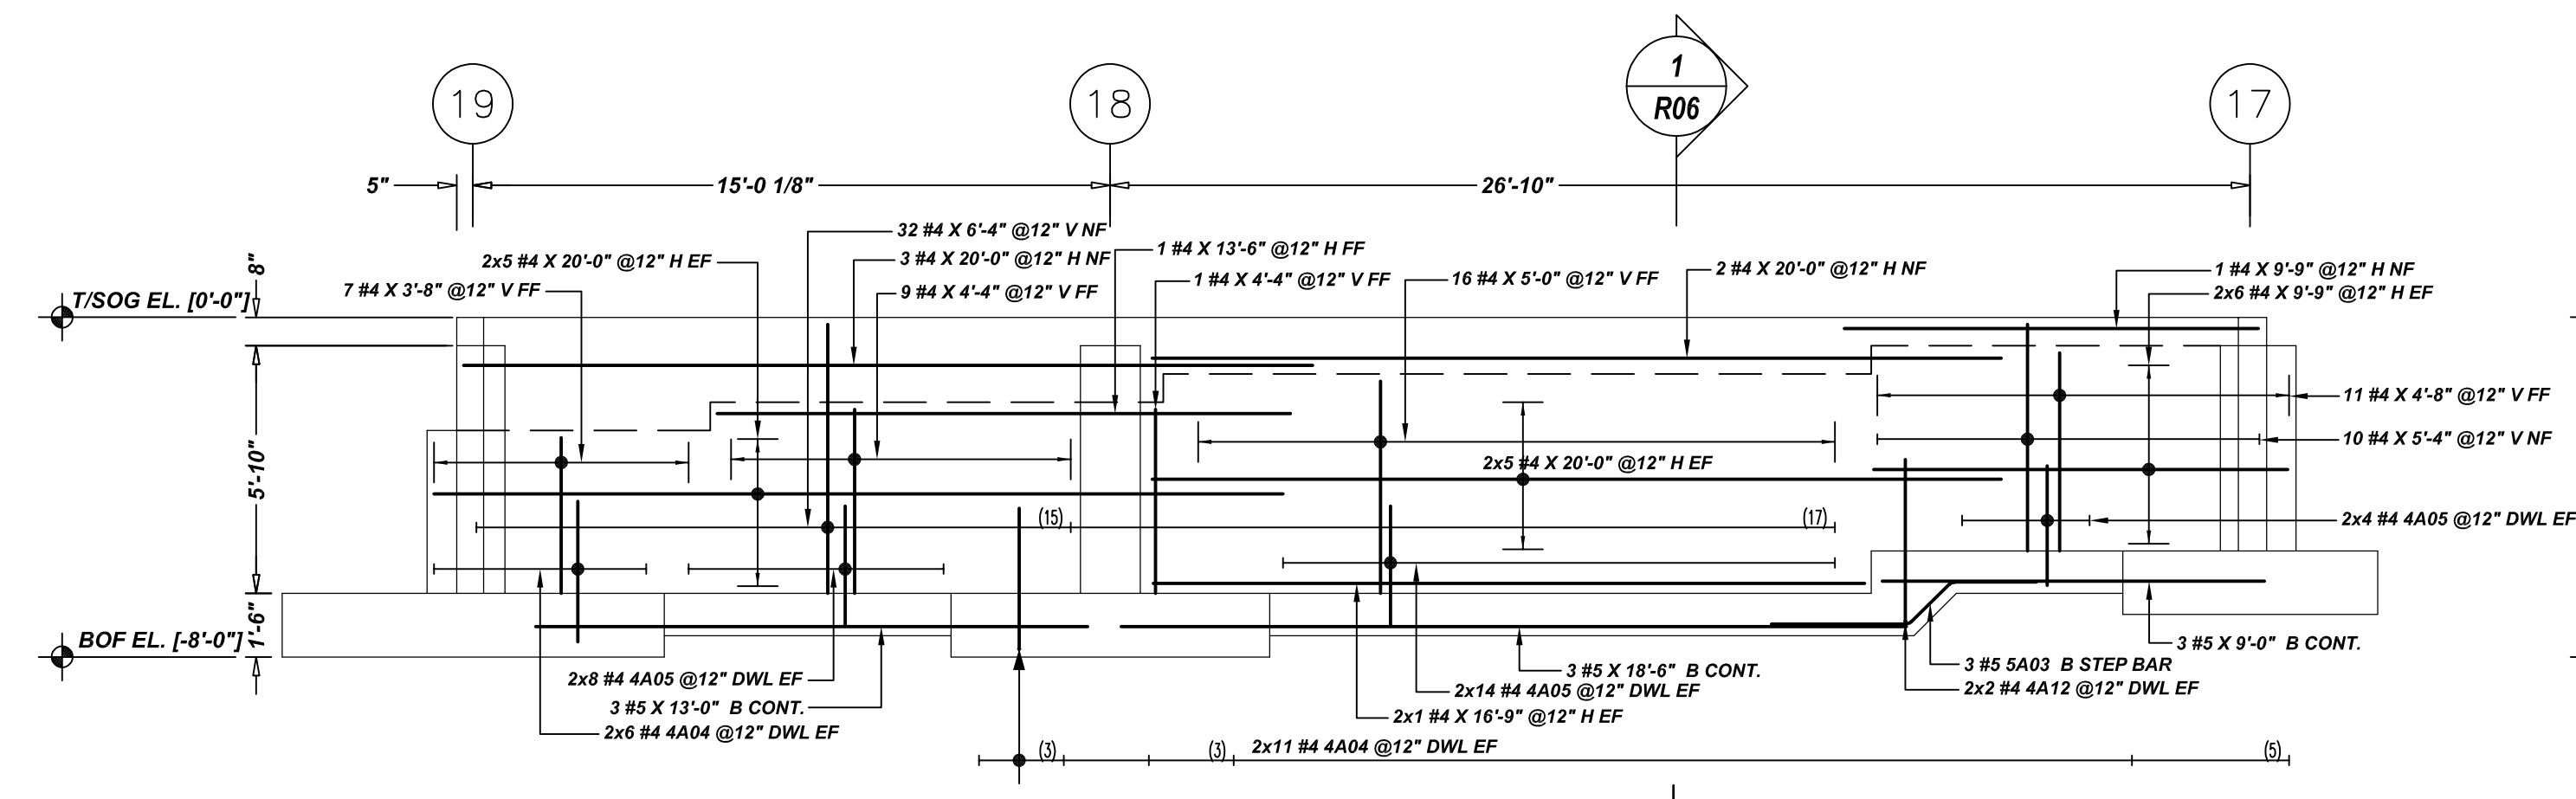 1
R06
19
18
17
5"
15'-0 1/8"
26'-10"
32 #4 X 6'-4" @12" V NF
1 #4 X 13'-6" @12" H FF
3 #4 X 20'-0" @12" H NF
2x5 #4 X 20'-0" @12" H EF
2 #4 X 20'-0" @12" H NF
1 #4 X 9'-9" @12" H NF
1 #4 X 4'-4" @12" V FF
16 #4 X 5'-0" @12" V FF
7 #4 X 3'-8" @12" V FF
9 #4 X 4'-4" @12" V FF
2x6 #4 X 9'-9" @12" H EF
8"
T/SOG EL. [0'-0"]
11 #4 X 4'-8" @12" V FF
10 #4 X 5'-4" @12" V NF
5'-10"
2x5 #4 X 20'-0" @12" H EF
(15)
(17)
2x4 #4 4A05 @12" DWL EF
1'-6"
BOF EL. [-8'-0"]
3 #5 X 9'-0" B CONT.
3 #5 X 18'-6" B CONT.
3 #5 5A03 B STEP BAR
2x8 #4 4A05 @12" DWL EF
2x14 #4 4A05 @12" DWL EF
2x2 #4 4A12 @12" DWL EF
3 #5 X 13'-0" B CONT.
2x1 #4 X 16'-9" @12" H EF
2x6 #4 4A04 @12" DWL EF
(3)
(3)
2x11 #4 4A04 @12" DWL EF
(5)